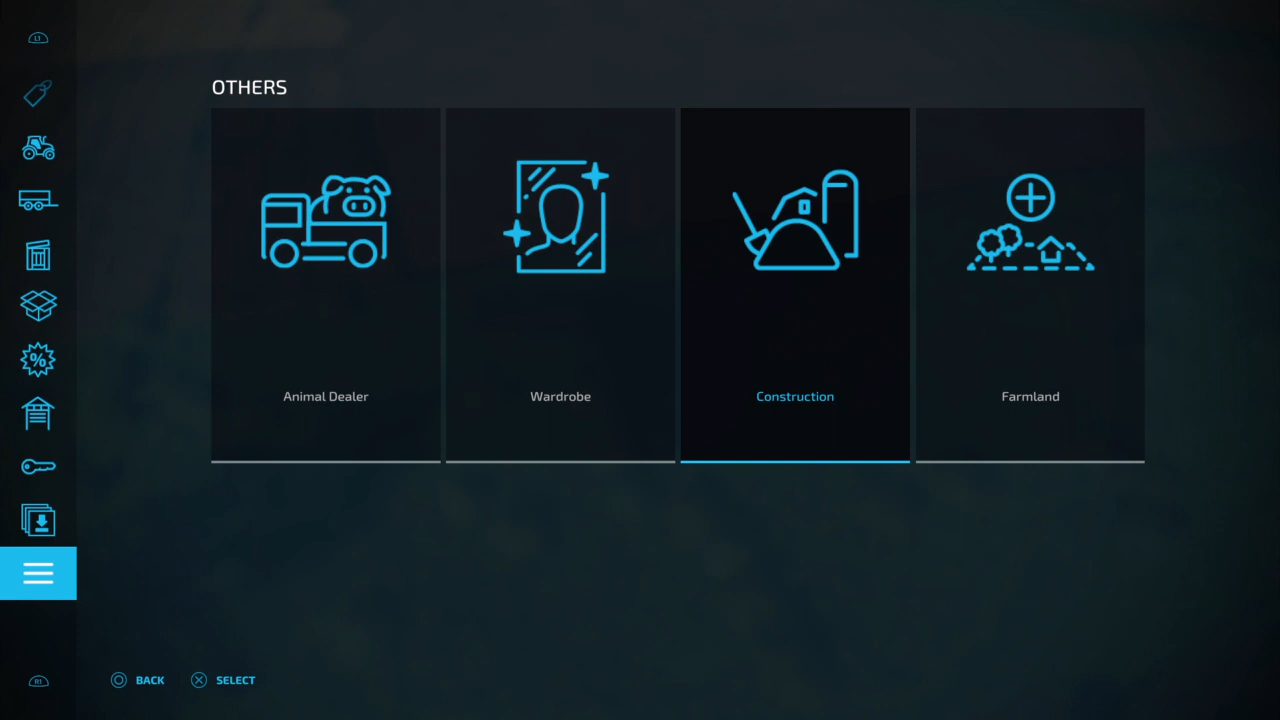 L1
OTHERS
%
Animal Dealer
Wardrobe
Construction
Farmland
R1
BACK
SELECT